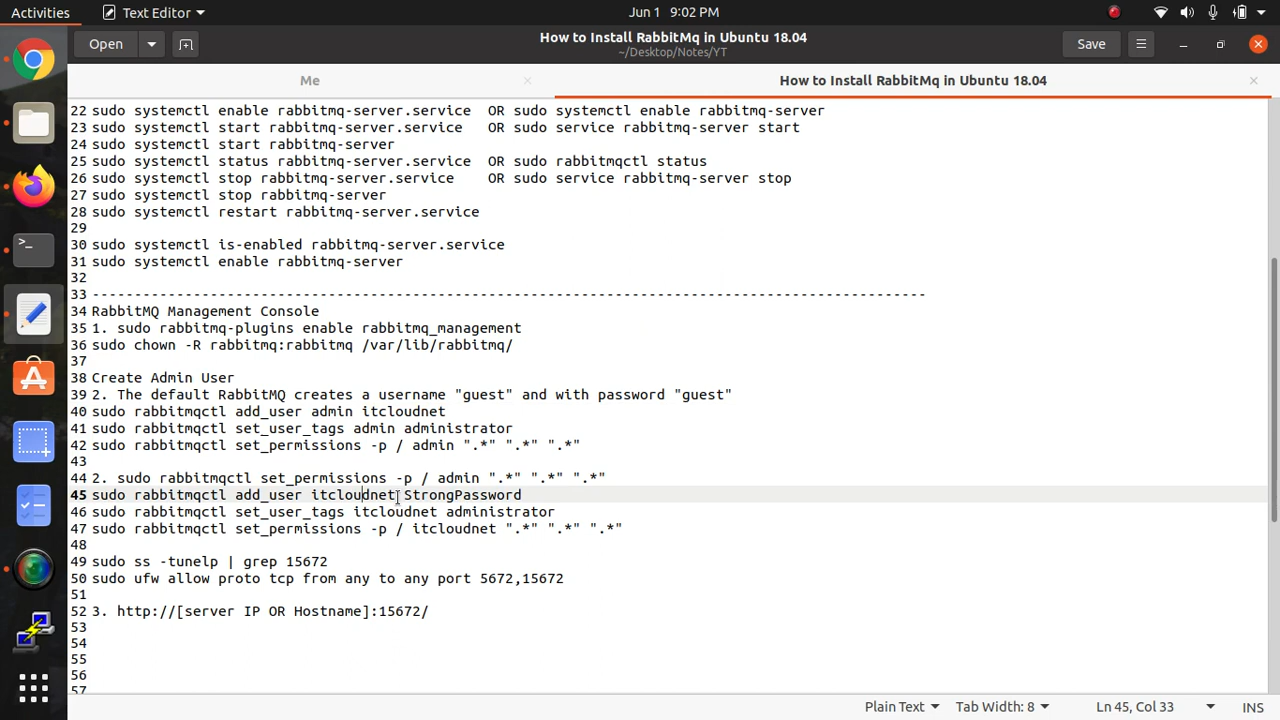 Activities Text Editor Jun 1 9:02 PM
Open How to Install RabbitMq in Ubuntu 18.04 Save
~/Desktop/Notes/YT
Me How to Install RabbitMq in Ubuntu 18.04
22 sudo systemctl enable rabbitmq-server.service OR sudo systemctl enable rabbitmq-server
23 sudo systemctl start rabbitmq-server.service OR sudo service rabbitmq-server start
24 sudo systemctl start rabbitmq-server
25 sudo systemctl status rabbitmq-server.service OR sudo rabbitmqctl status
26 sudo systemctl stop rabbitmq-server.service OR sudo service rabbitmq-server stop
27 sudo systemctl stop rabbitmq-server
28 sudo systemctl restart rabbitmq-server.service
29
30 sudo systemctl is-enabled rabbitmq-server.service
31 sudo systemctl enable rabbitmq-server
32
33 ---------------------------------------------------------------------------------------------------
34 RabbitMQ Management Console
35 1. sudo rabbitmq-plugins enable rabbitmq_management
36 sudo chown -R rabbitmq:rabbitmq /var/lib/rabbitmq/
37
38 Create Admin User
39 2. The default RabbitMQ creates a username "guest" and with password "guest"
40 sudo rabbitmqctl add_user admin itcloudnet
41 sudo rabbitmqctl set_user_tags admin administrator
42 sudo rabbitmqctl set_permissions -p / admin ".*" ".*" ".*"
43
44 2. sudo rabbitmqctl set_permissions -p / admin ".*" ".*" ".*"
45 sudo rabbitmqctl add_user itcloudnet StrongPassword
46 sudo rabbitmqctl set_user_tags itcloudnet administrator
47 sudo rabbitmqctl set_permissions -p / itcloudnet ".*" ".*" ".*"
48
49 sudo ss -tunelp | grep 15672
50 sudo ufw allow proto tcp from any to any port 5672,15672
51
52 3. http://[server IP OR Hostname]:15672/
53
54
55
56
57
Plain Text Tab Width: 8 Ln 45, Col 33 INS